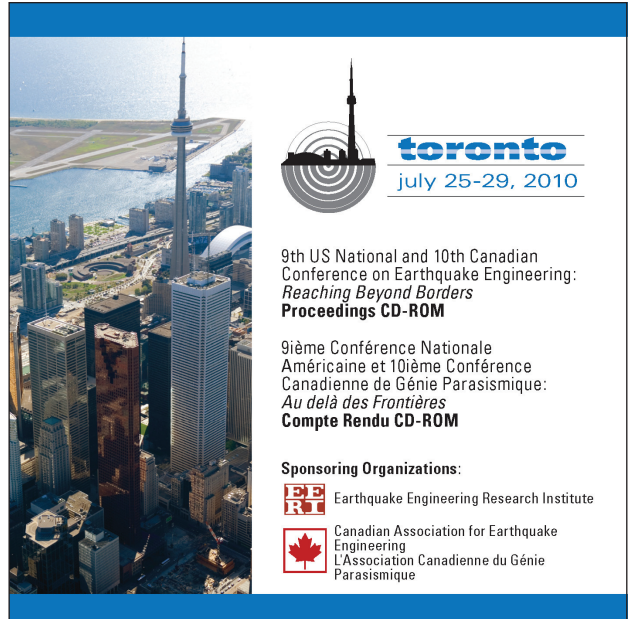 toronto
july 25-29, 2010
9th US National and 10th Canadian
Conference on Earthquake Engineering:
Reaching Beyond Borders
Proceedings CD-ROM
9ième Conférence Nationale
Américaine et 10ième Conférence
Canadienne de Génie Parasismique:
Au delà des Frontières
Compte Rendu CD-ROM
Sponsoring Organizations:
EE
RI
Earthquake Engineering Research Institute
Canadian Association for Earthquake
Engineering
L'Association Canadienne du Génie
Parasismique